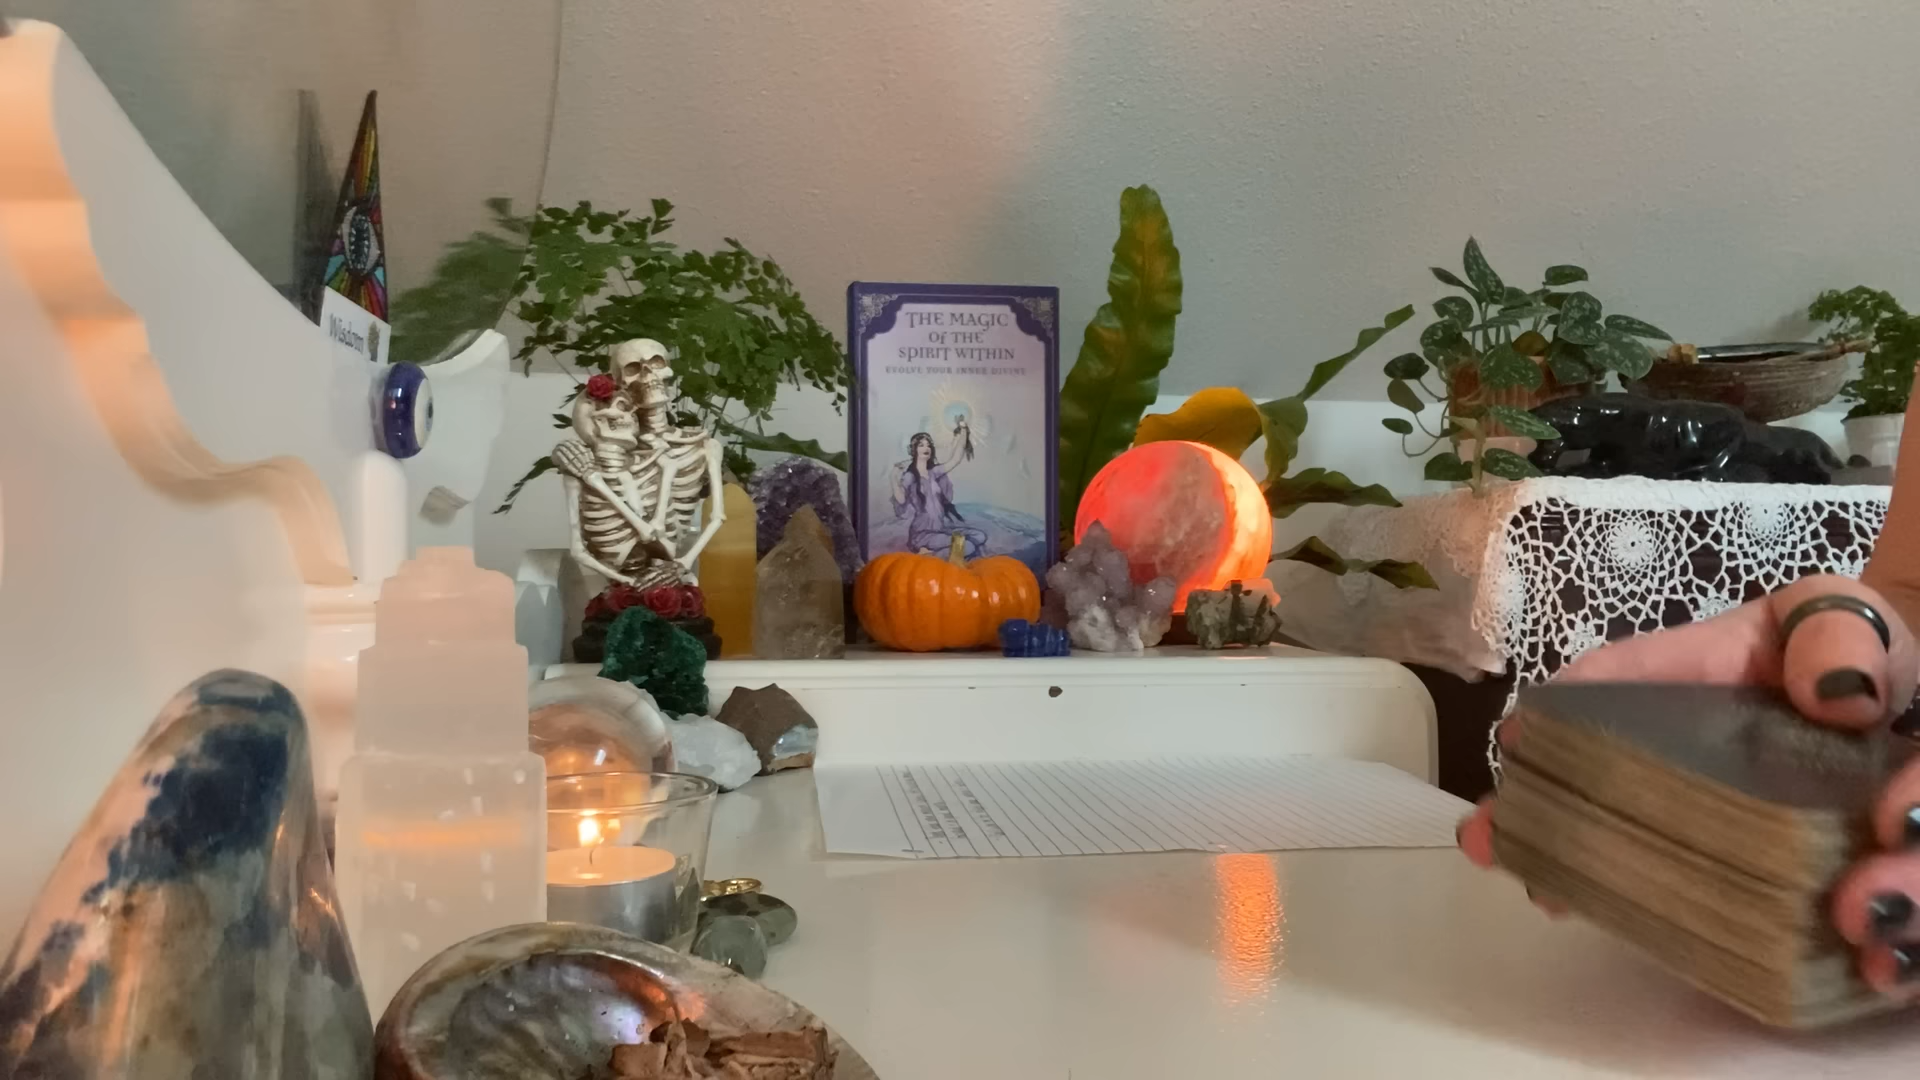 Wisdom
THE MAGIC
OF THE
SPIRIT WITHIN
EVOLVE YOUR INNER DIVINE